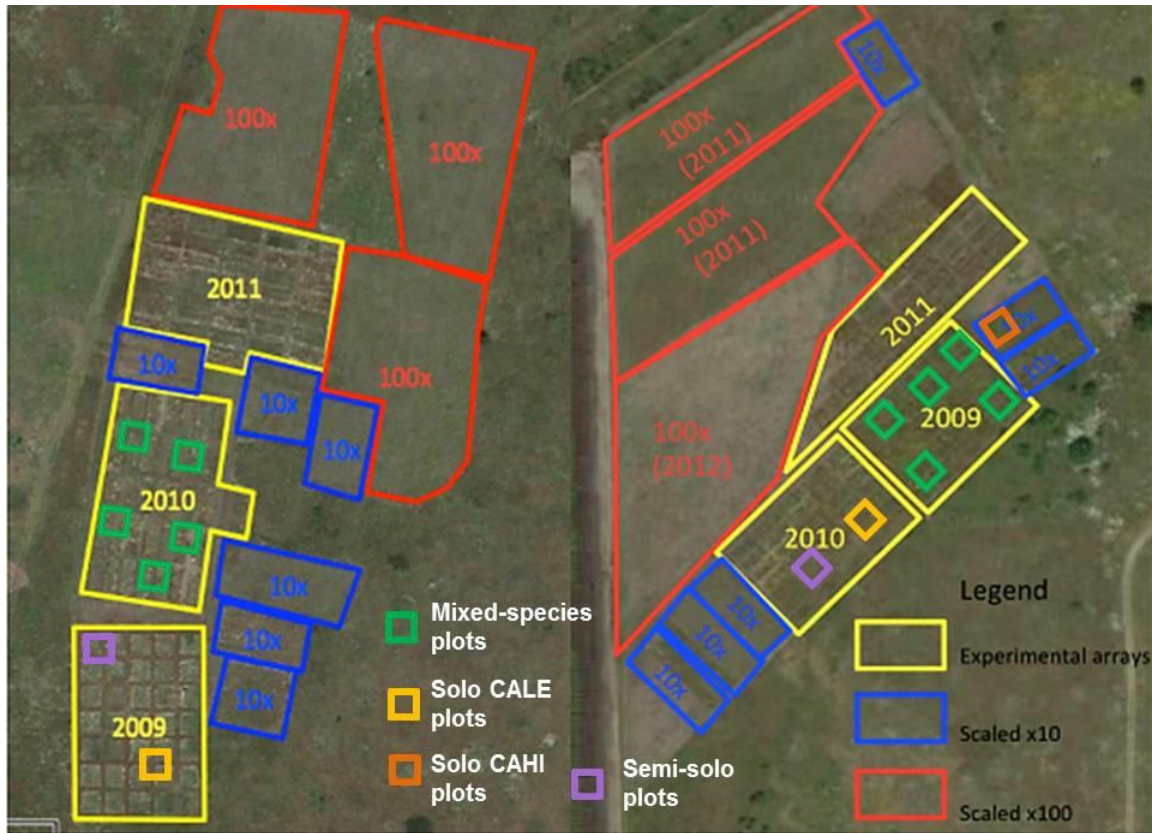 100x
100x
2011
10x
10x
10x
100x
2010
10x
10x
10x
2009
Mixed-species
plots
Solo CALE
plots
Solo CAHI
plots
Semi-solo
plots
10x
100x
(2011)
100x
(2011)
2011
10x
2009
100x
(2012)
2010
10x
10x
10x
Legend
Experimental arrays
Scaled x10
Scaled x100